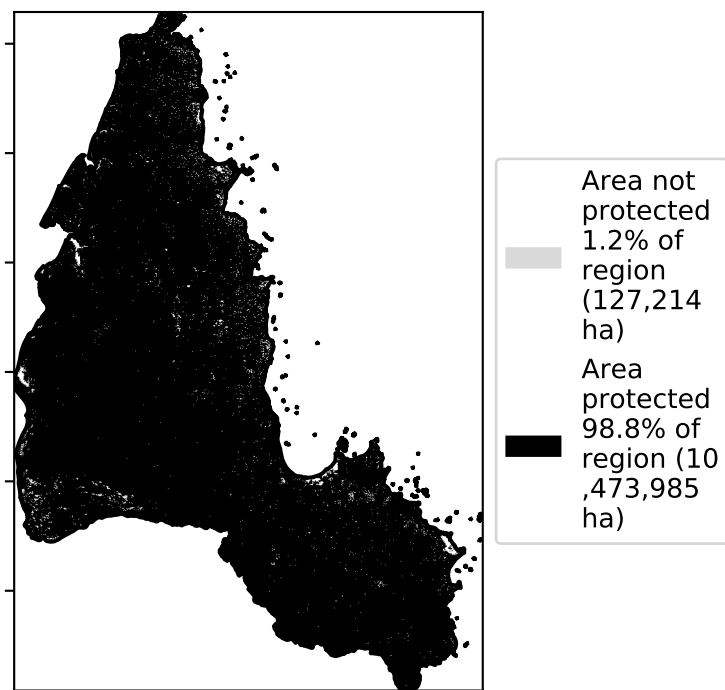 Area not
protected
1.2% of
region
(127,214
ha)
Area
protected
98.8% of
region (10
,473,985
ha)